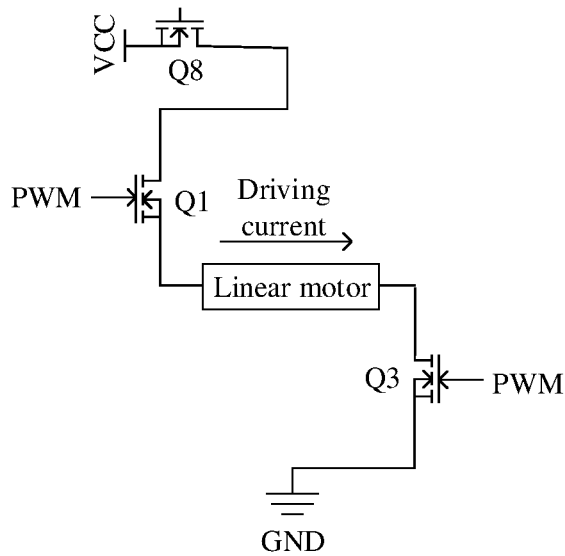 VCC
Q8
PWM
Q1
Driving
current
Linear motor
Q3
PWM
GND